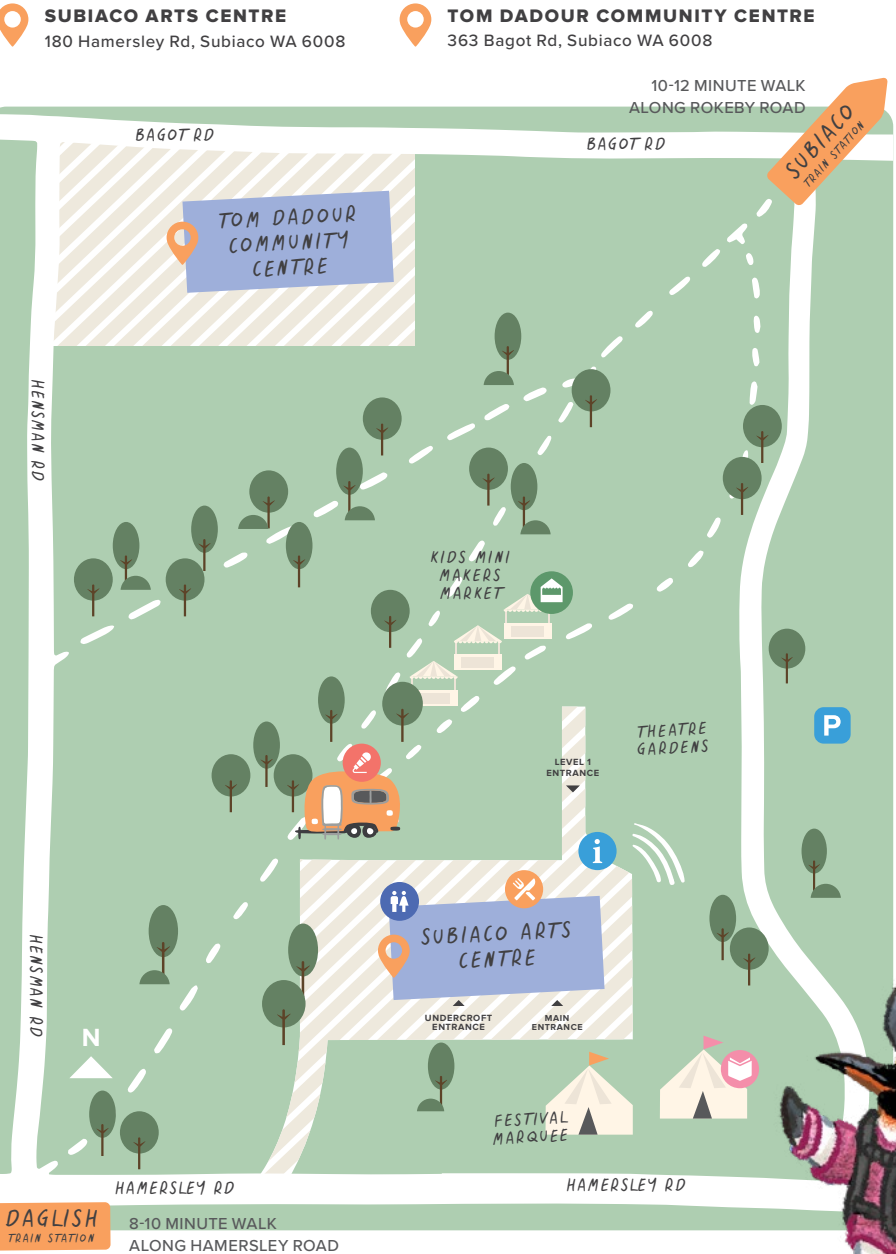 SUBIACO ARTS CENTRE
180 Hamersley Rd, Subiaco WA 6008
TOM DADOUR COMMUNITY CENTRE
363 Bagot Rd, Subiaco WA 6008
10-12 MINUTE WALK
ALONG ROKEBY ROAD
SUBIACO
TRAIN STATION
BAGOT RD
BAGOT RD
TOM DADOUR
COMMUNITY
CENTRE
HENSMAN RD
KIDS MINI
MAKERS
MARKET
THEATRE
GARDENS
P
LEVEL 1
ENTRANCE
i
SUBIACO ARTS
CENTRE
UNDERCROFT
ENTRANCE
MAIN
ENTRANCE
HENSMAN RD
N
FESTIVAL
MARQUEE
HAMERSLEY RD
HAMERSLEY RD
DAGLISH
TRAIN STATION
8-10 MINUTE WALK
ALONG HAMERSLEY ROAD